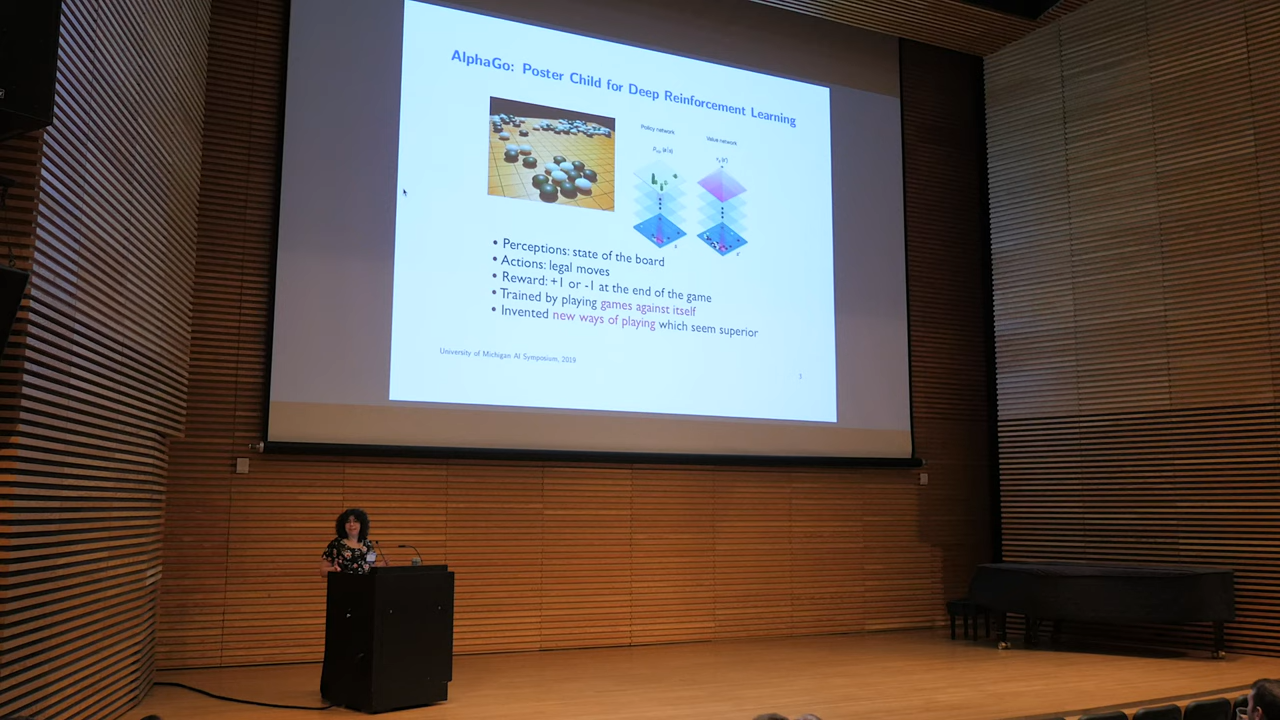 AlphaGo: Poster Child for Deep Reinforcement Learning
Policy network
Value network
• Perceptions: state of the board
• Actions: legal moves
• Reward: +1 or -1 at the end of the game
• Trained by playing games against itself
• Invented new ways of playing which seem superior
University of Michigan AI Symposium, 2019